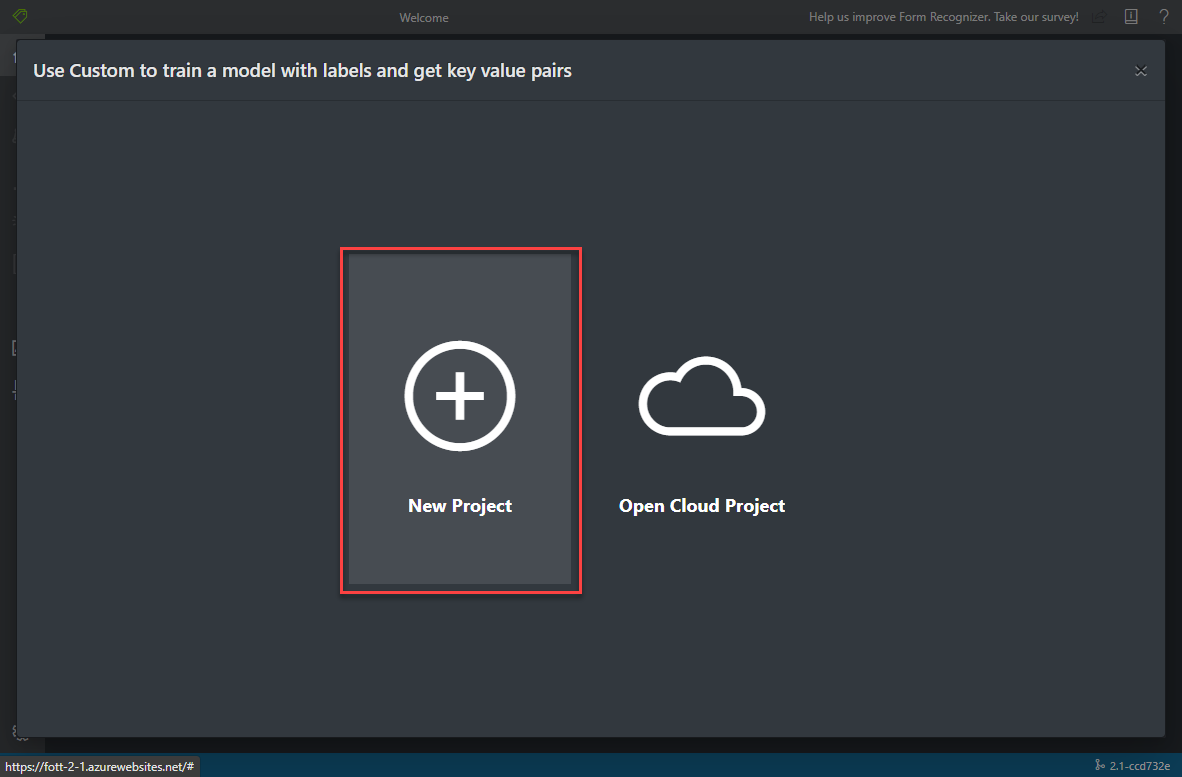 Welcome
Help us improve Form Recognizer. Take our survey!
?
Use Custom to train a model with labels and get key value pairs
New Project
Open Cloud Project
https://fott-2-1.azurewebsites.net/#
2.1-ccd732e